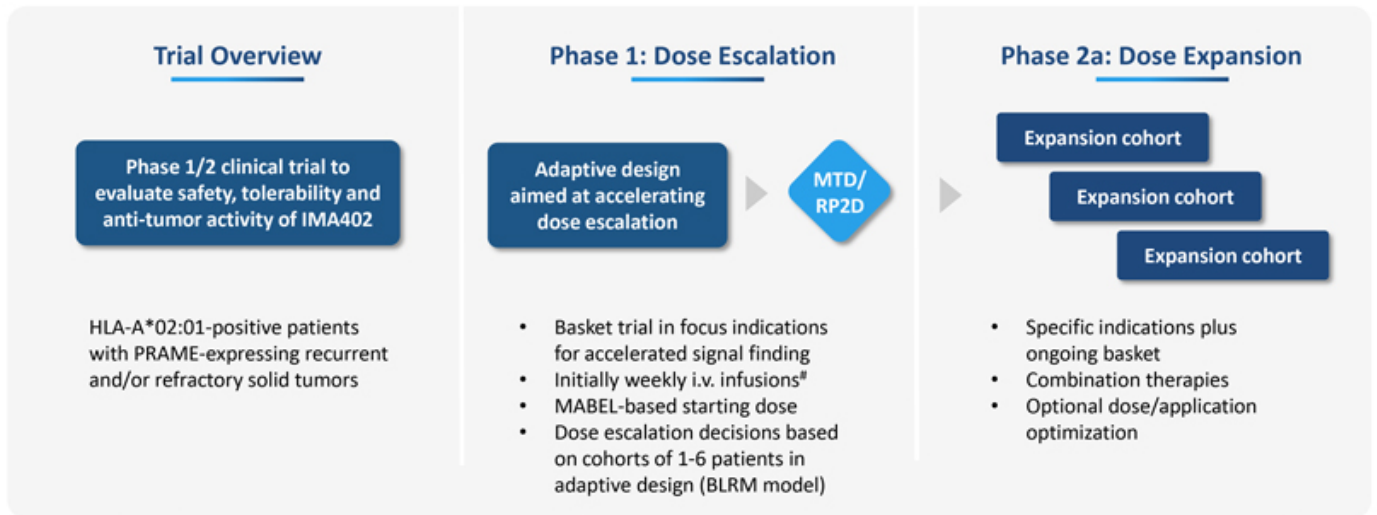 Trial Overview
Phase 1/2 clinical trial to
evaluate safety, tolerability and
anti-tumor activity of IMA402
HLA-A*02:01-positive patients
with PRAME-expressing recurrent
and/or refractory solid tumors
Phase 1: Dose Escalation
Adaptive design
aimed at accelerating
dose escalation
MTD/
RP2D
• Basket trial in focus indications
for accelerated signal finding
• Initially weekly i.v. infusions#
• MABEL-based starting dose
• Dose escalation decisions based
on cohorts of 1-6 patients in
adaptive design (BLRM model)
Phase 2a: Dose Expansion
Expansion cohort
Expansion cohort
Expansion cohort
• Specific indications plus
ongoing basket
• Combination therapies
• Optional dose/application
optimization